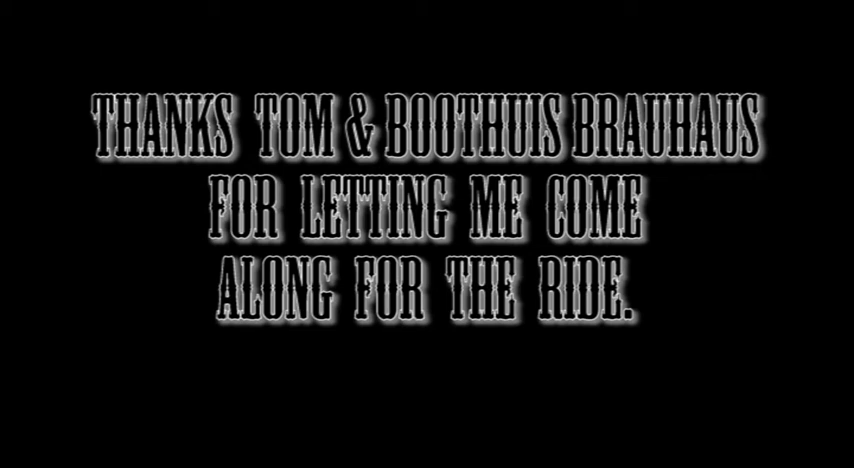 THANKS TOM & BOOTHUIS BRAUHAUS
FOR LETTING ME COME
ALONG FOR THE RIDE.